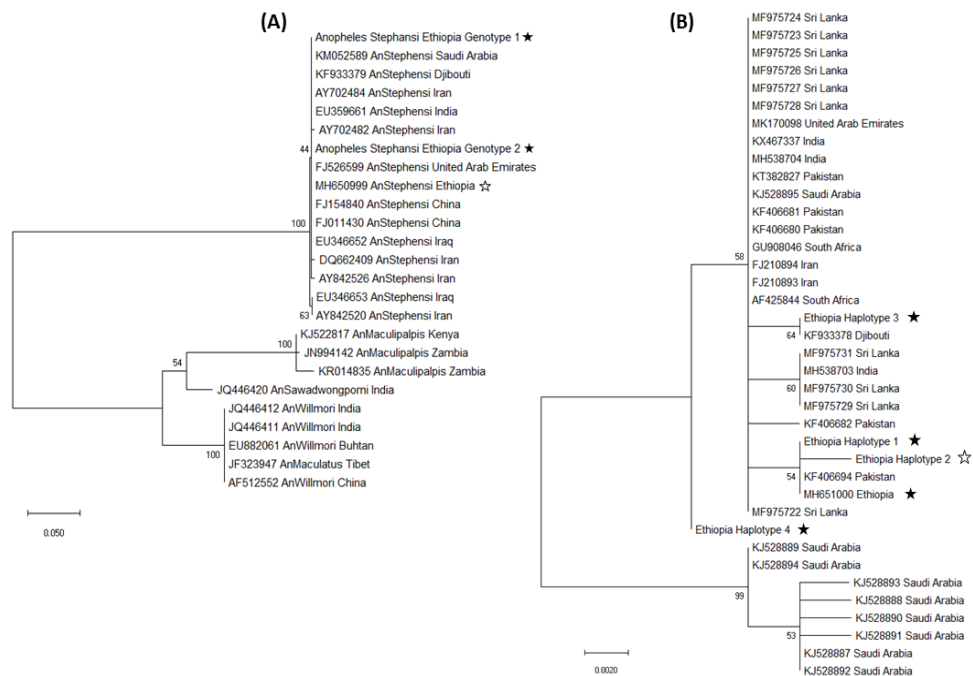 (A)
Anopheles Stephansi Ethiopia Genotype 1
KM052589 AnStephensi Saudi Arabia
KF933379 AnStephensi Djibouti
AY702484 AnStephensi Iran
EU359661 AnStephensi India
AY702482 AnStephensi Iran
Anopheles Stephansi Ethiopia Genotype 2
44
FJ526599 AnStephensi United Arab Emirates
MH650999 AnStephensi Ethiopia
FJ154840 AnStephensi China
100
FJ011430 AnStephensi China
EU346652 AnStephensi Iraq
DQ662409 AnStephensi Iran
AY842526 AnStephensi Iran
EU346653 AnStephensi Iraq
63
AY842520 AnStephensi Iran
KJ522817 AnMaculipalpis Kenya
100
JN994142 AnMaculipalpis Zambia
54
KR014835 AnMaculipalpis Zambia
JQ446420 AnSawadwongporni India
JQ446412 AnWillmori India
JQ446411 AnWillmori India
EU882061 AnWillmori Buhtan
100
JF323947 AnMaculatus Tibet
AF512552 AnWillmori China
0.050
(B)
MF975724 Sri Lanka
MF975723 Sri Lanka
MF975725 Sri Lanka
MF975726 Sri Lanka
MF975727 Sri Lanka
MF975728 Sri Lanka
MK170098 United Arab Emirates
KX467337 India
MH538704 India
KT382827 Pakistan
KJ528895 Saudi Arabia
KF406681 Pakistan
KF406680 Pakistan
GU908046 South Africa
58
FJ210894 Iran
FJ210893 Iran
AF425844 South Africa
Ethiopia Haplotype 3
64
KF933378 Djibouti
MF975731 Sri Lanka
MH538703 India
60
MF975730 Sri Lanka
MF975729 Sri Lanka
KF406682 Pakistan
Ethiopia Haplotype 1
Ethiopia Haplotype 2
54
KF406694 Pakistan
MH651000 Ethiopia
MF975722 Sri Lanka
Ethiopia Haplotype 4
KJ528889 Saudi Arabia
KJ528894 Saudi Arabia
99
KJ528893 Saudi Arabia
KJ528888 Saudi Arabia
KJ528890 Saudi Arabia
53
KJ528891 Saudi Arabia
KJ528887 Saudi Arabia
KJ528892 Saudi Arabia
0.0020